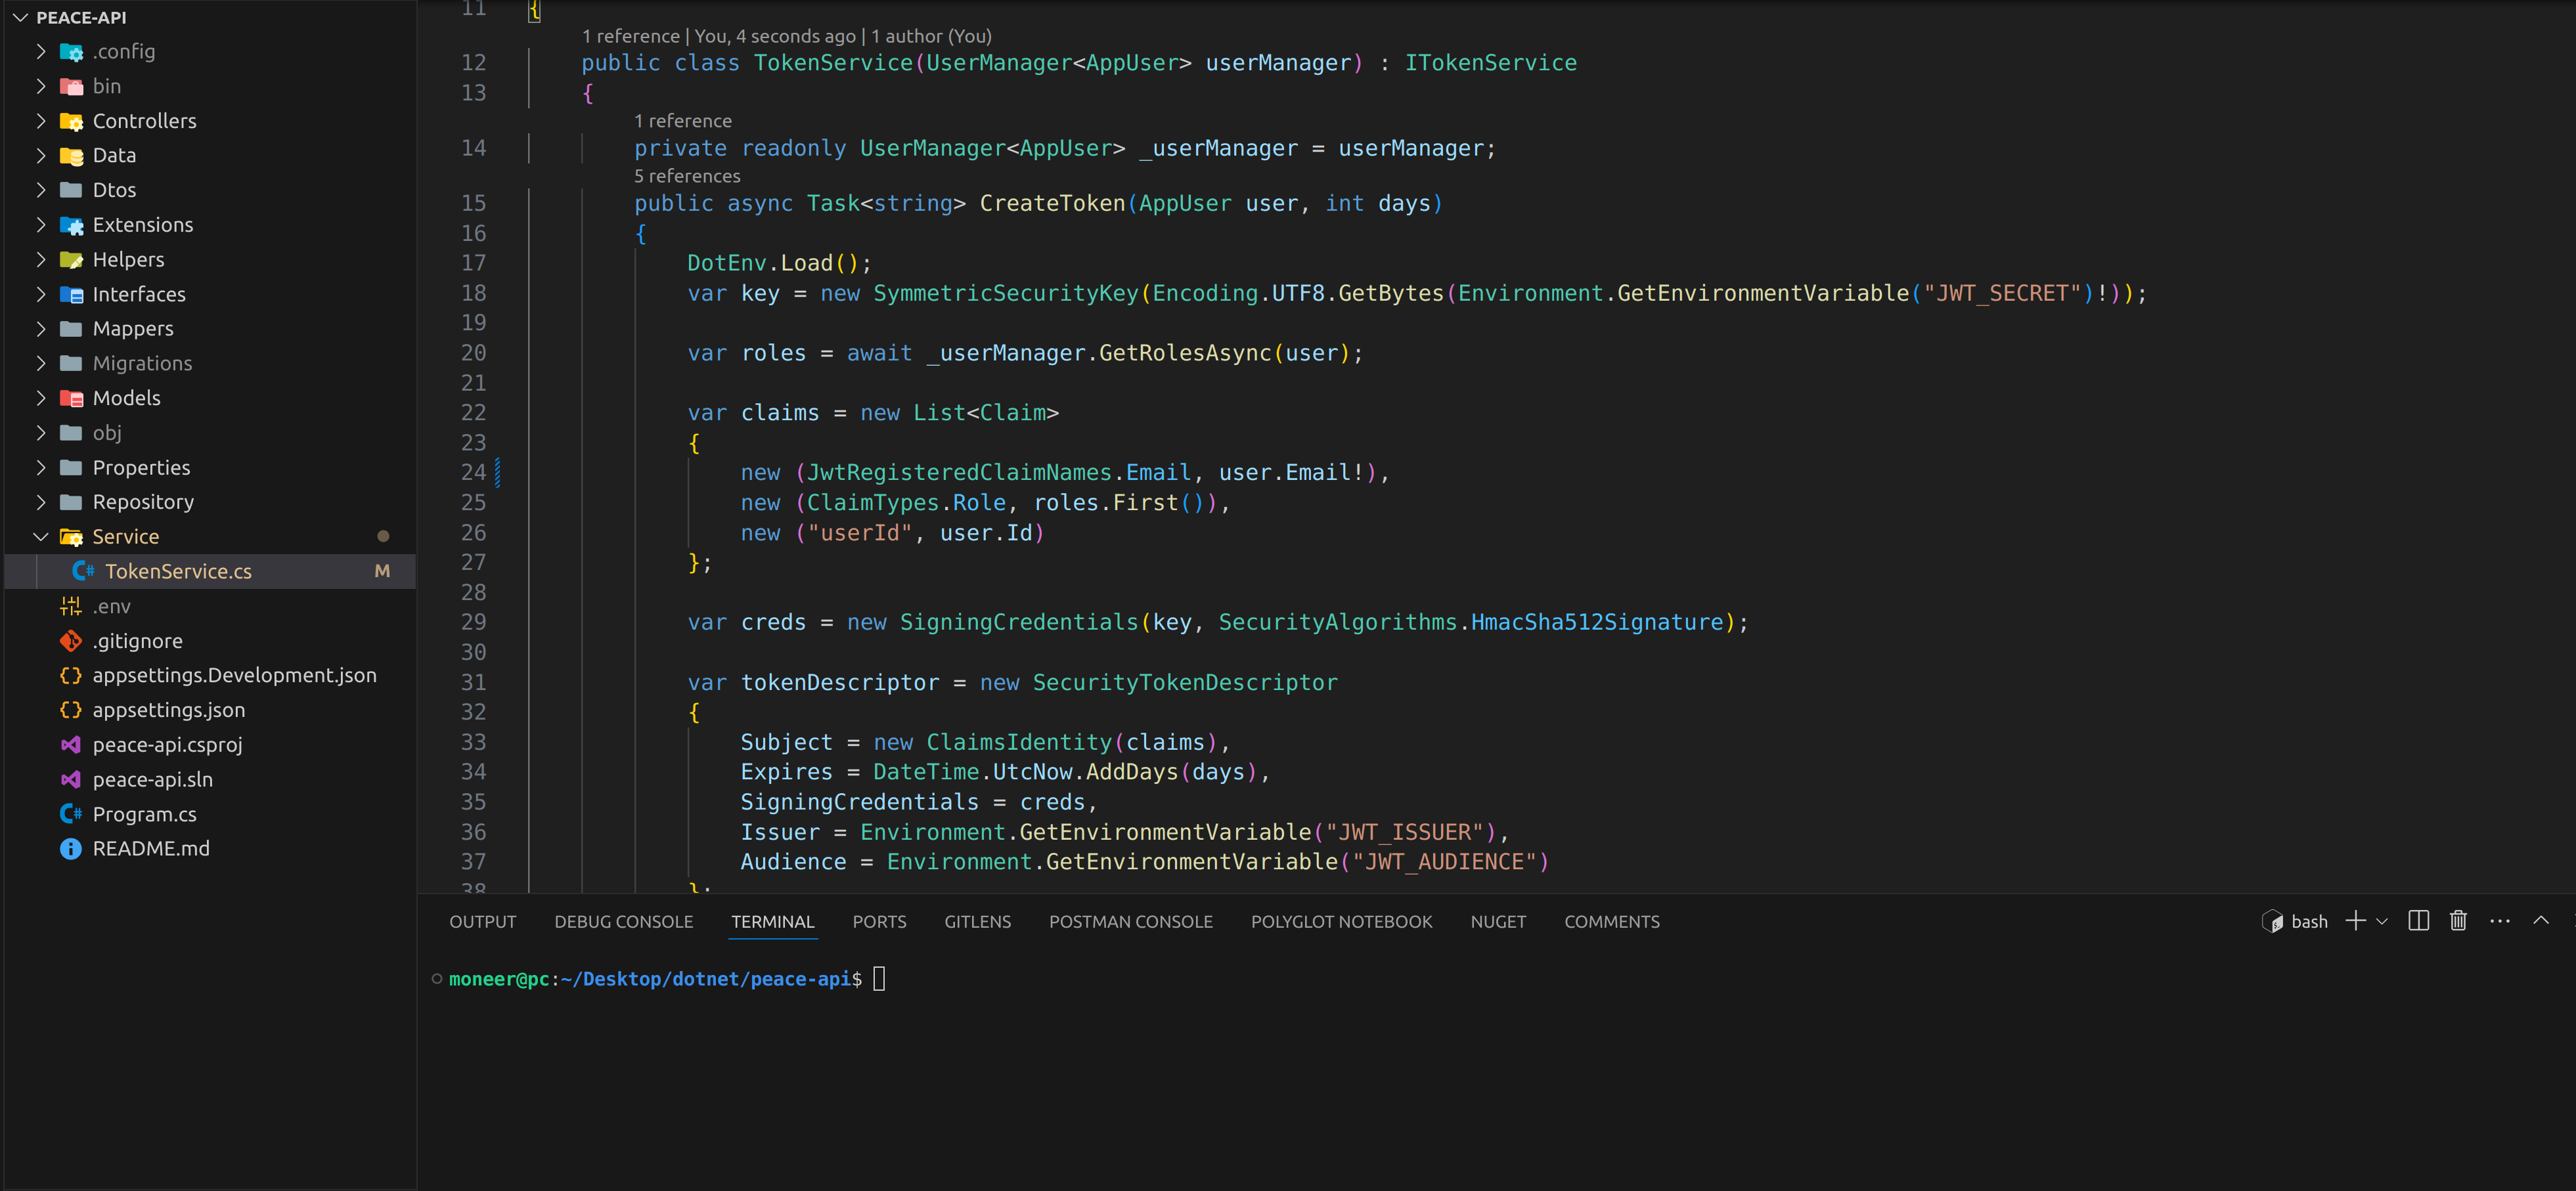 PEACE-API
.config
bin
Controllers
Data
Dtos
Extensions
Helpers
Interfaces
Mappers
Migrations
Models
obj
Properties
Repository
Service
TokenService.cs M
.env
.gitignore
appsettings.Development.json
appsettings.json
peace-api.csproj
peace-api.sln
Program.cs
README.md
11 {
1 reference | You, 4 seconds ago | 1 author (You)
12 public class TokenService(UserManager<AppUser> userManager) : ITokenService
13 {
1 reference
14 private readonly UserManager<AppUser> _userManager = userManager;
5 references
15 public async Task<string> CreateToken(AppUser user, int days)
16 {
17 DotEnv.Load();
18 var key = new SymmetricSecurityKey(Encoding.UTF8.GetBytes(Environment.GetEnvironmentVariable("JWT_SECRET")!));
19
20 var roles = await _userManager.GetRolesAsync(user);
21
22 var claims = new List<Claim>
23 {
24 new (JwtRegisteredClaimNames.Email, user.Email!),
25 new (ClaimTypes.Role, roles.First()),
26 new ("userId", user.Id)
27 };
28
29 var creds = new SigningCredentials(key, SecurityAlgorithms.HmacSha512Signature);
30
31 var tokenDescriptor = new SecurityTokenDescriptor
32 {
33 Subject = new ClaimsIdentity(claims),
34 Expires = DateTime.UtcNow.AddDays(days),
35 SigningCredentials = creds,
36 Issuer = Environment.GetEnvironmentVariable("JWT_ISSUER"),
37 Audience = Environment.GetEnvironmentVariable("JWT_AUDIENCE")
38 };
OUTPUT DEBUG CONSOLE TERMINAL PORTS GITLENS POSTMAN CONSOLE POLYGLOT NOTEBOOK NUGET COMMENTS bash
moneer@pc:~/Desktop/dotnet/peace-api$